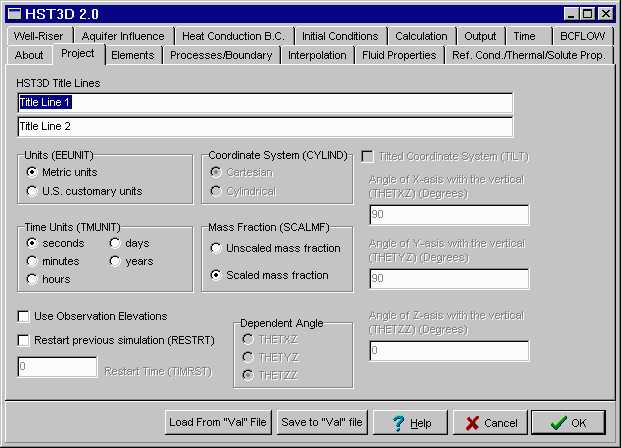 HST3D 2.0
Well-Riser Aquifer Influence Heat Conduction B.C. Initial Conditions Calculation Output Time BCFLOW
About Project Elements Processes/Boundary Interpolation Fluid Properties Ref. Cond./Thermal/Solute Prop.
HST3D Title Lines
Title Line 1
Title Line 2
Units (EEUNIT)
Metric units
U.S. customary units
Coordinate System (CYLIND)
Cartesian
Cylindrical
Tilted Coordinate System (TILT)
Angle of X-axis with the vertical
(THETXZ) (Degrees)
90
Time Units (TMUNIT)
seconds days
minutes years
hours
Mass Fraction (SCALMF)
Unscaled mass fraction
Scaled mass fraction
Angle of Y-axis with the vertical
(THETYZ) (Degrees)
90
Use Observation Elevations
Restart previous simulation (RESTRT)
0 Restart Time (TIMRST)
Dependent Angle
THETXZ
THETYZ
THETZZ
Angle of Z-axis with the vertical
(THETZZ) (Degrees)
0
Load From "Val" File Save to "Val" file ? Help Cancel OK